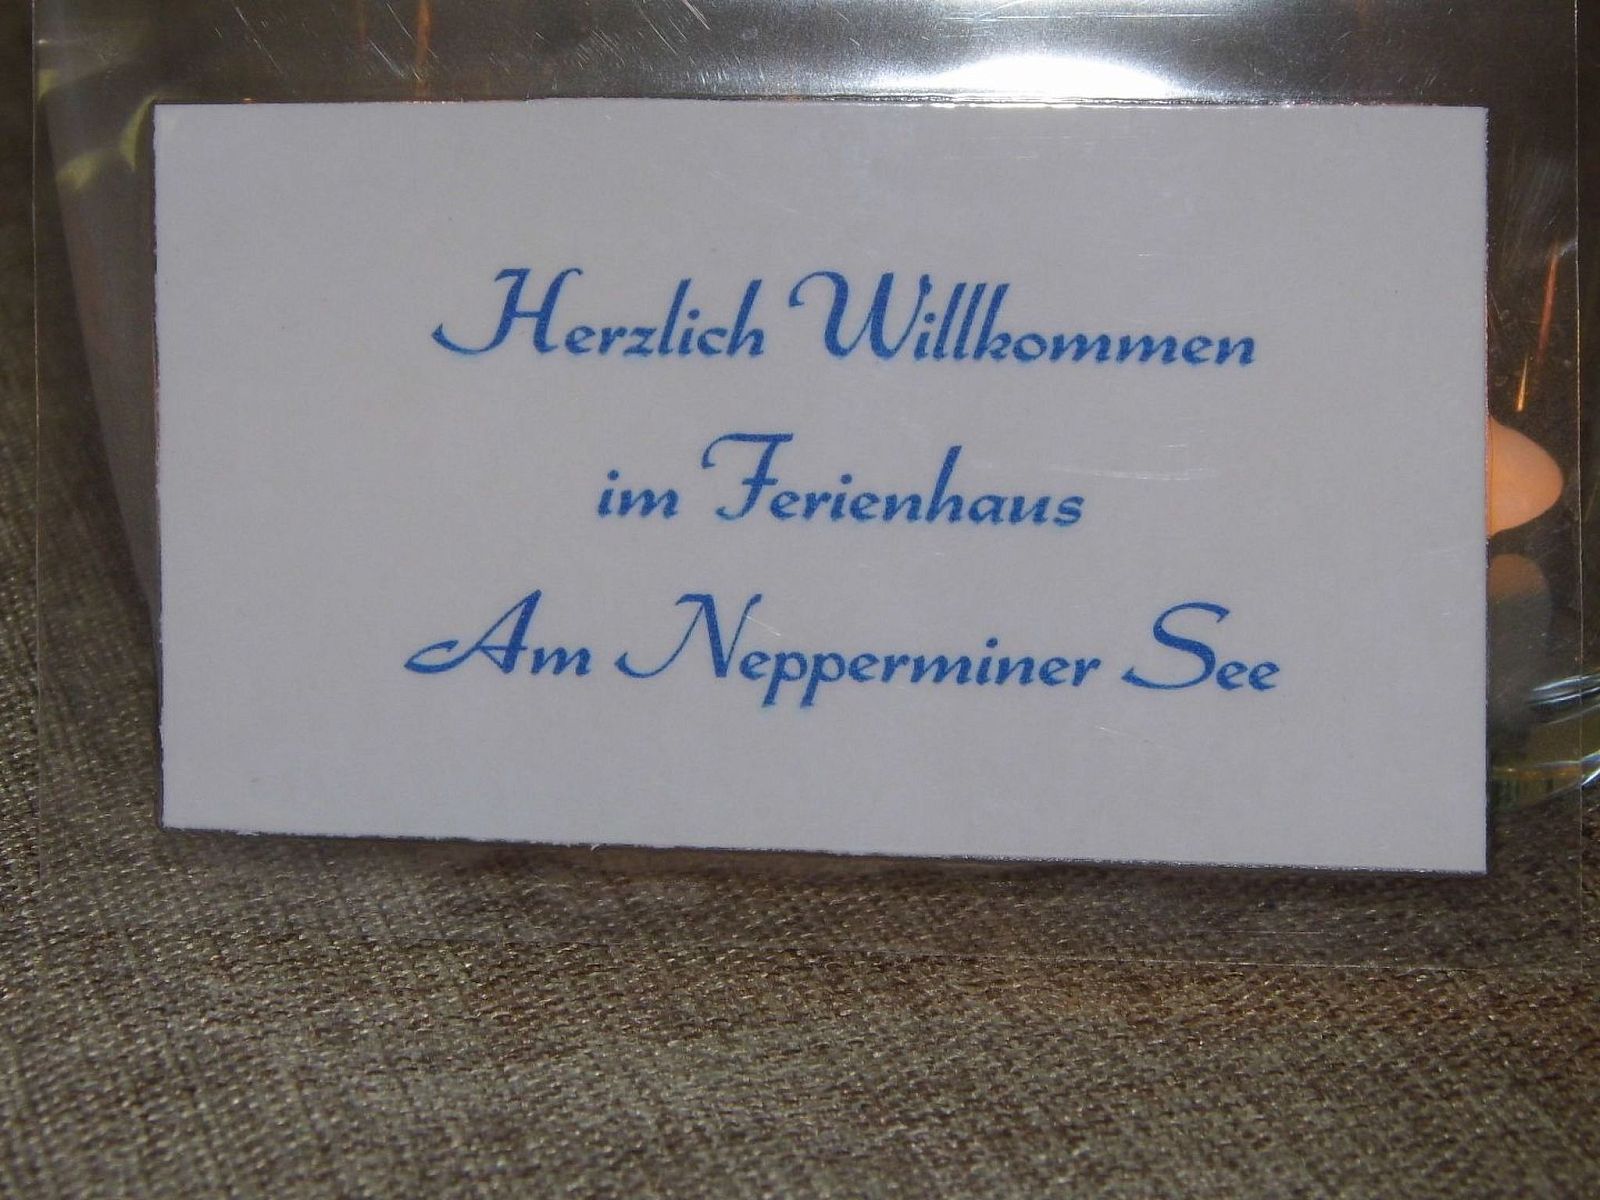 Herzlich Willkommen
im Ferienhaus
Am Nepperminer See